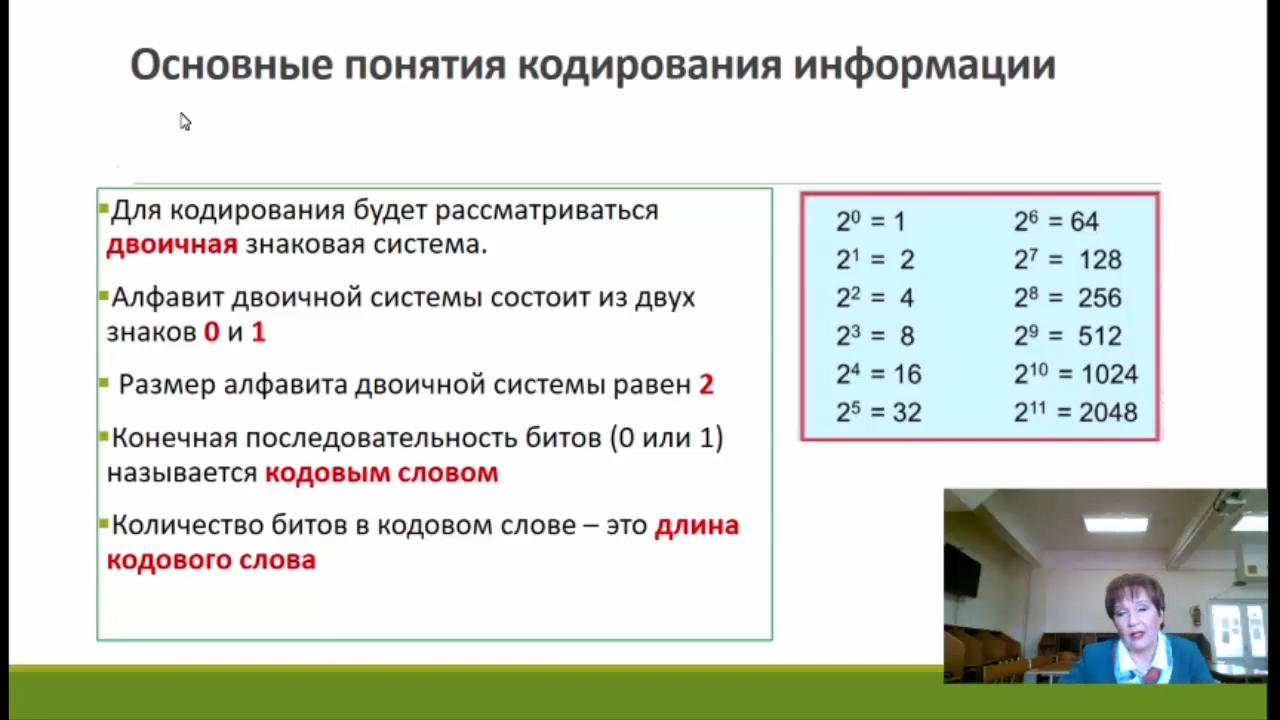 Основные понятия кодирования информации
Для кодирования будет рассматриваться
двоичная знаковая система.
Алфавит двоичной системы состоит из двух
знаков 0 и 1
Размер алфавита двоичной системы равен 2
Конечная последовательность битов (0 или 1)
называется кодовым словом
Количество битов в кодовом слове – это длина
кодового слова
2⁰ = 1
2¹ = 2
2² = 4
2³ = 8
2⁴ = 16
2⁵ = 32
2⁶ = 64
2⁷ = 128
2⁸ = 256
2⁹ = 512
2¹⁰ = 1024
2¹¹ = 2048